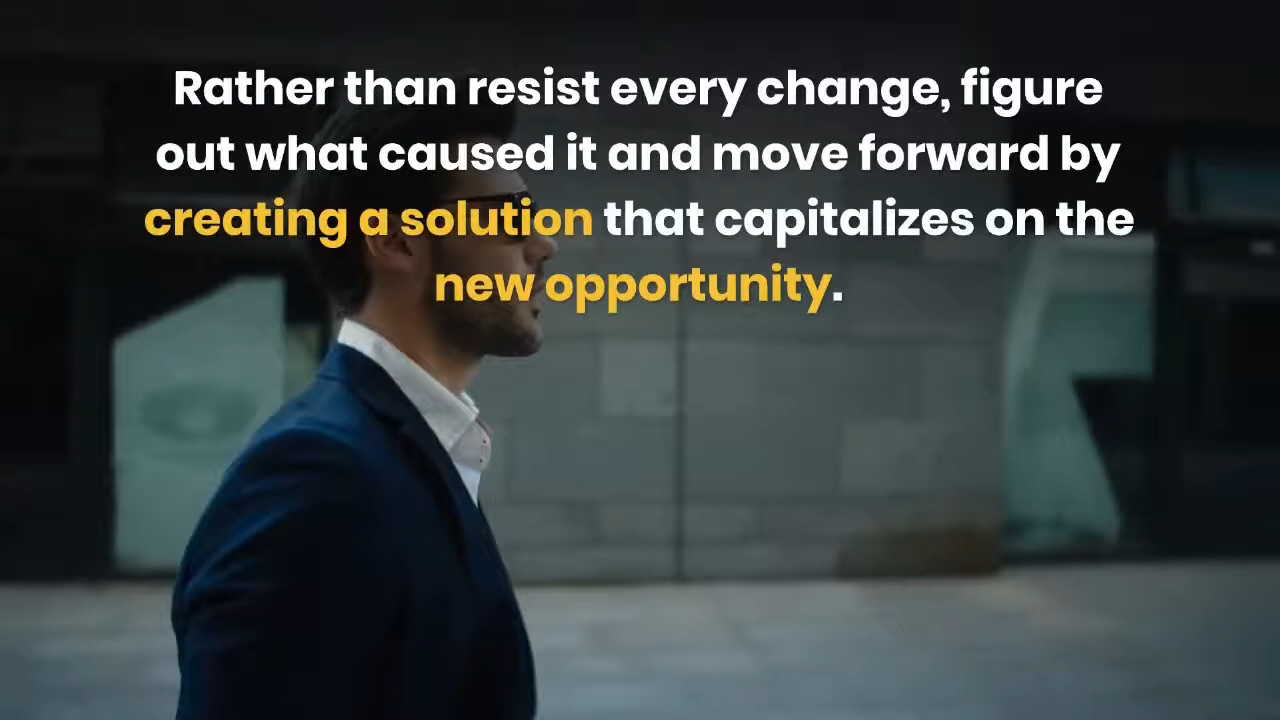 Rather than resist every change, figure
out what caused it and move forward by
creating a solution that capitalizes on the
new opportunity.